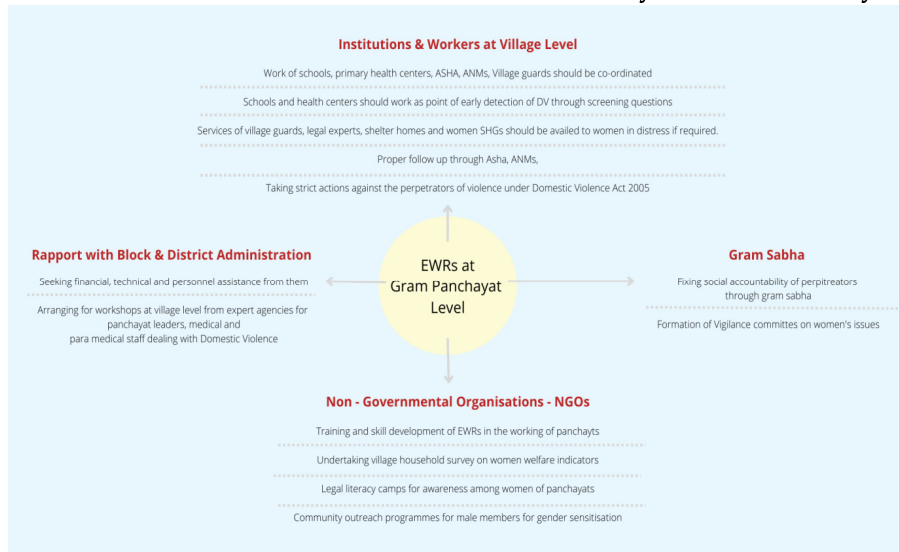 Institutions & Workers at Village Level
Work of schools, primary health centers, ASHA, ANMs, Village guards should be co-ordinated
Schools and health centers should work as point of early detection of DV through screening questions
Services of village guards, legal experts, shelter homes and women SHGs should be availed to women in distress if required.
Proper follow up through Asha, ANMs,
Taking strict actions against the perpetrators of violence under Domestic Violence Act 2005
Rapport with Block & District Administration
Seeking financial, technical and personnel assistance from them
Arranging for workshops at village level from expert agencies for
panchayat leaders, medical and
para medical staff dealing with Domestic Violence
EWRs at
Gram Panchayat
Level
Gram Sabha
Fixing social accountability of perpitreators
through gram sabha
Formation of Vigilance committes on women's issues
Non - Governmental Organisations - NGOs
Training and skill development of EWRs in the working of panchayts
Undertaking village household survey on women welfare indicators
Legal literacy camps for awareness among women of panchayats
Community outreach programmes for male members for gender sensitisation